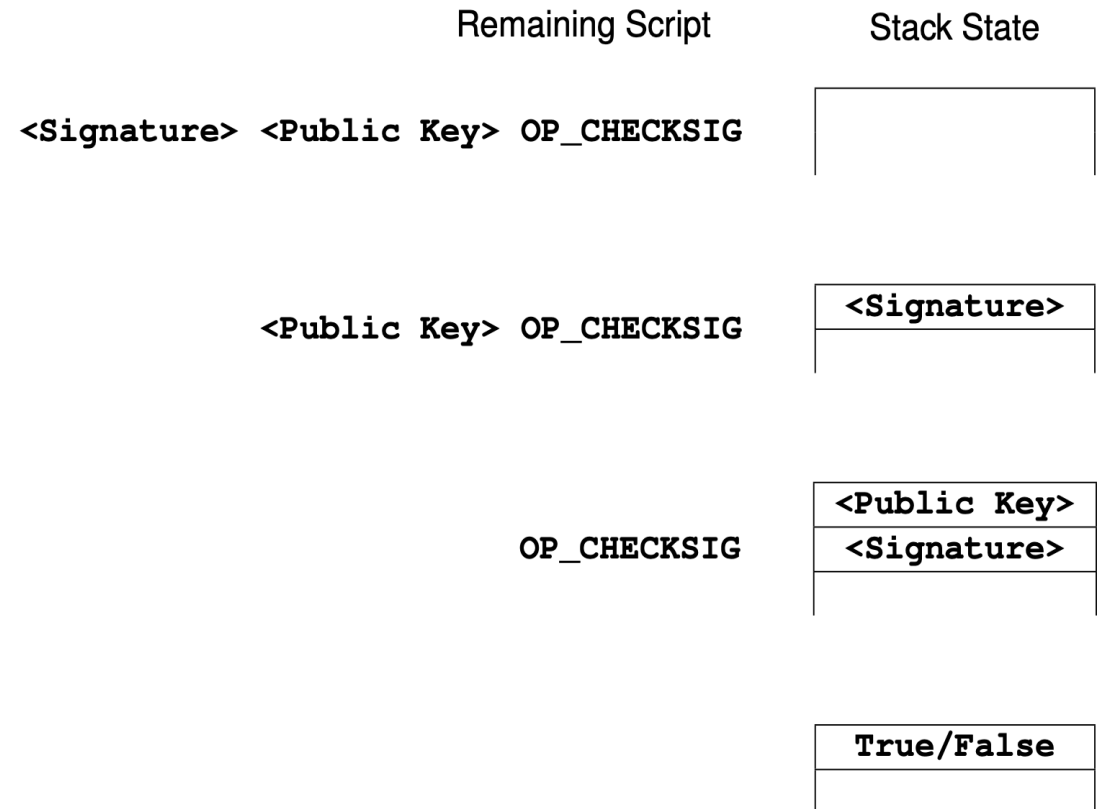 Remaining Script Stack State
<Signature> <Public Key> OP_CHECKSIG
<Public Key> OP_CHECKSIG
<Signature>
OP_CHECKSIG
<Public Key>
<Signature>
True/False